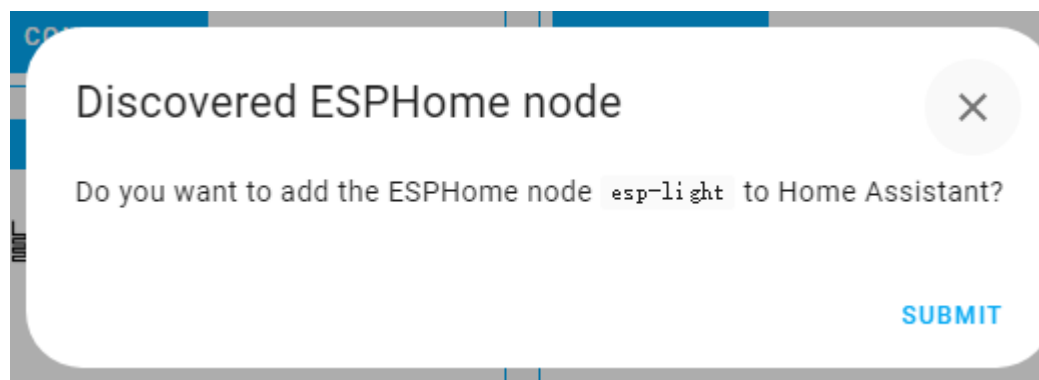 Discovered ESPHome node
Do you want to add the ESPHome node esp-light to Home Assistant?
SUBMIT